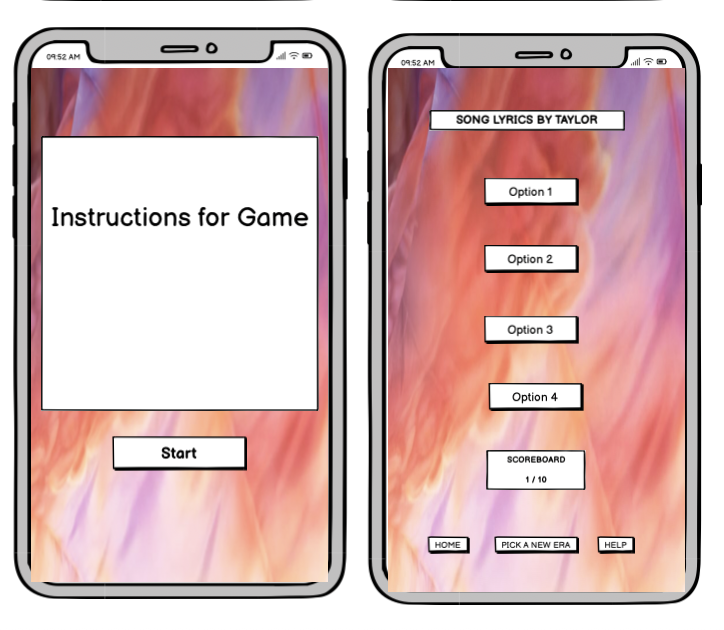 09:52 AM
Instructions for Game
Start
09:52 AM
SONG LYRICS BY TAYLOR
Option 1
Option 2
Option 3
Option 4
SCOREBOARD
1 / 10
HOME
PICK A NEW ERA
HELP